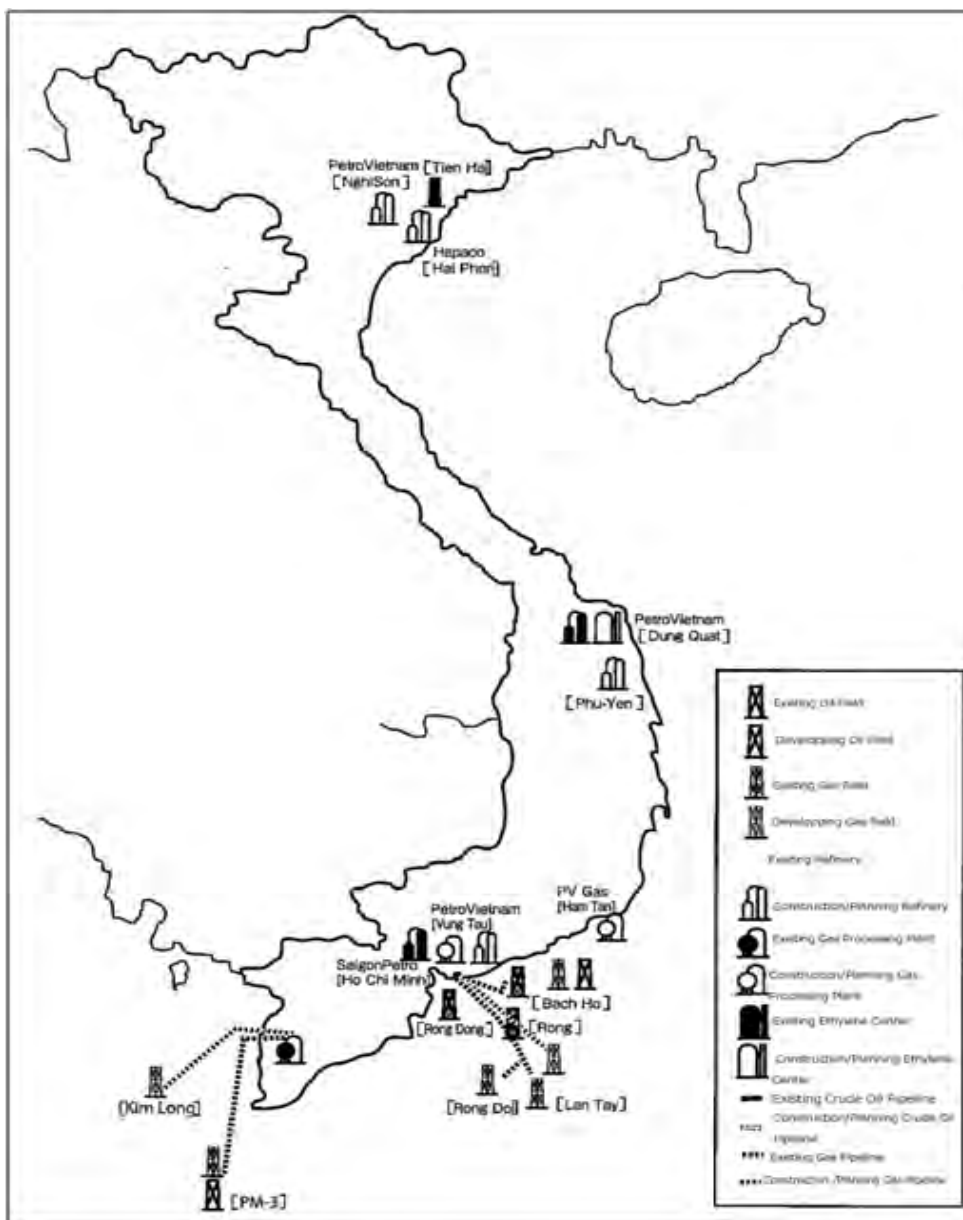 PetroVietnam [Tien Ha]
[NghiSon]
Hapaco
[Hai Phon]
PetroVietnam
[Dung Quat]
[Phu-Yen]
PV Gas
[Ham Tan]
PetroVietnam
[Vung Tau]
SaigonPetro
[Ho Chi Minh]
[Bach Ho]
[Rong Dong]
[Rong]
[Rong Do]
[Lan Tay]
[Kim Long]
[PM-3]
Existing Oil Field
Developing Oil Field
Existing Gas field
Developping Gas field
Existing Refinery
Construction/Planning Refinery
Existing Gas Processing Plant
Construction/Planning Gas
Processing Plant
Existing Ethylene Center
Construction/Planning Ethylene
Center
Existing Crude Oil Pipeline
Construction/Planning Crude Oil
Existing Gas Pipeline
Construction /Planning Gas Pipeline